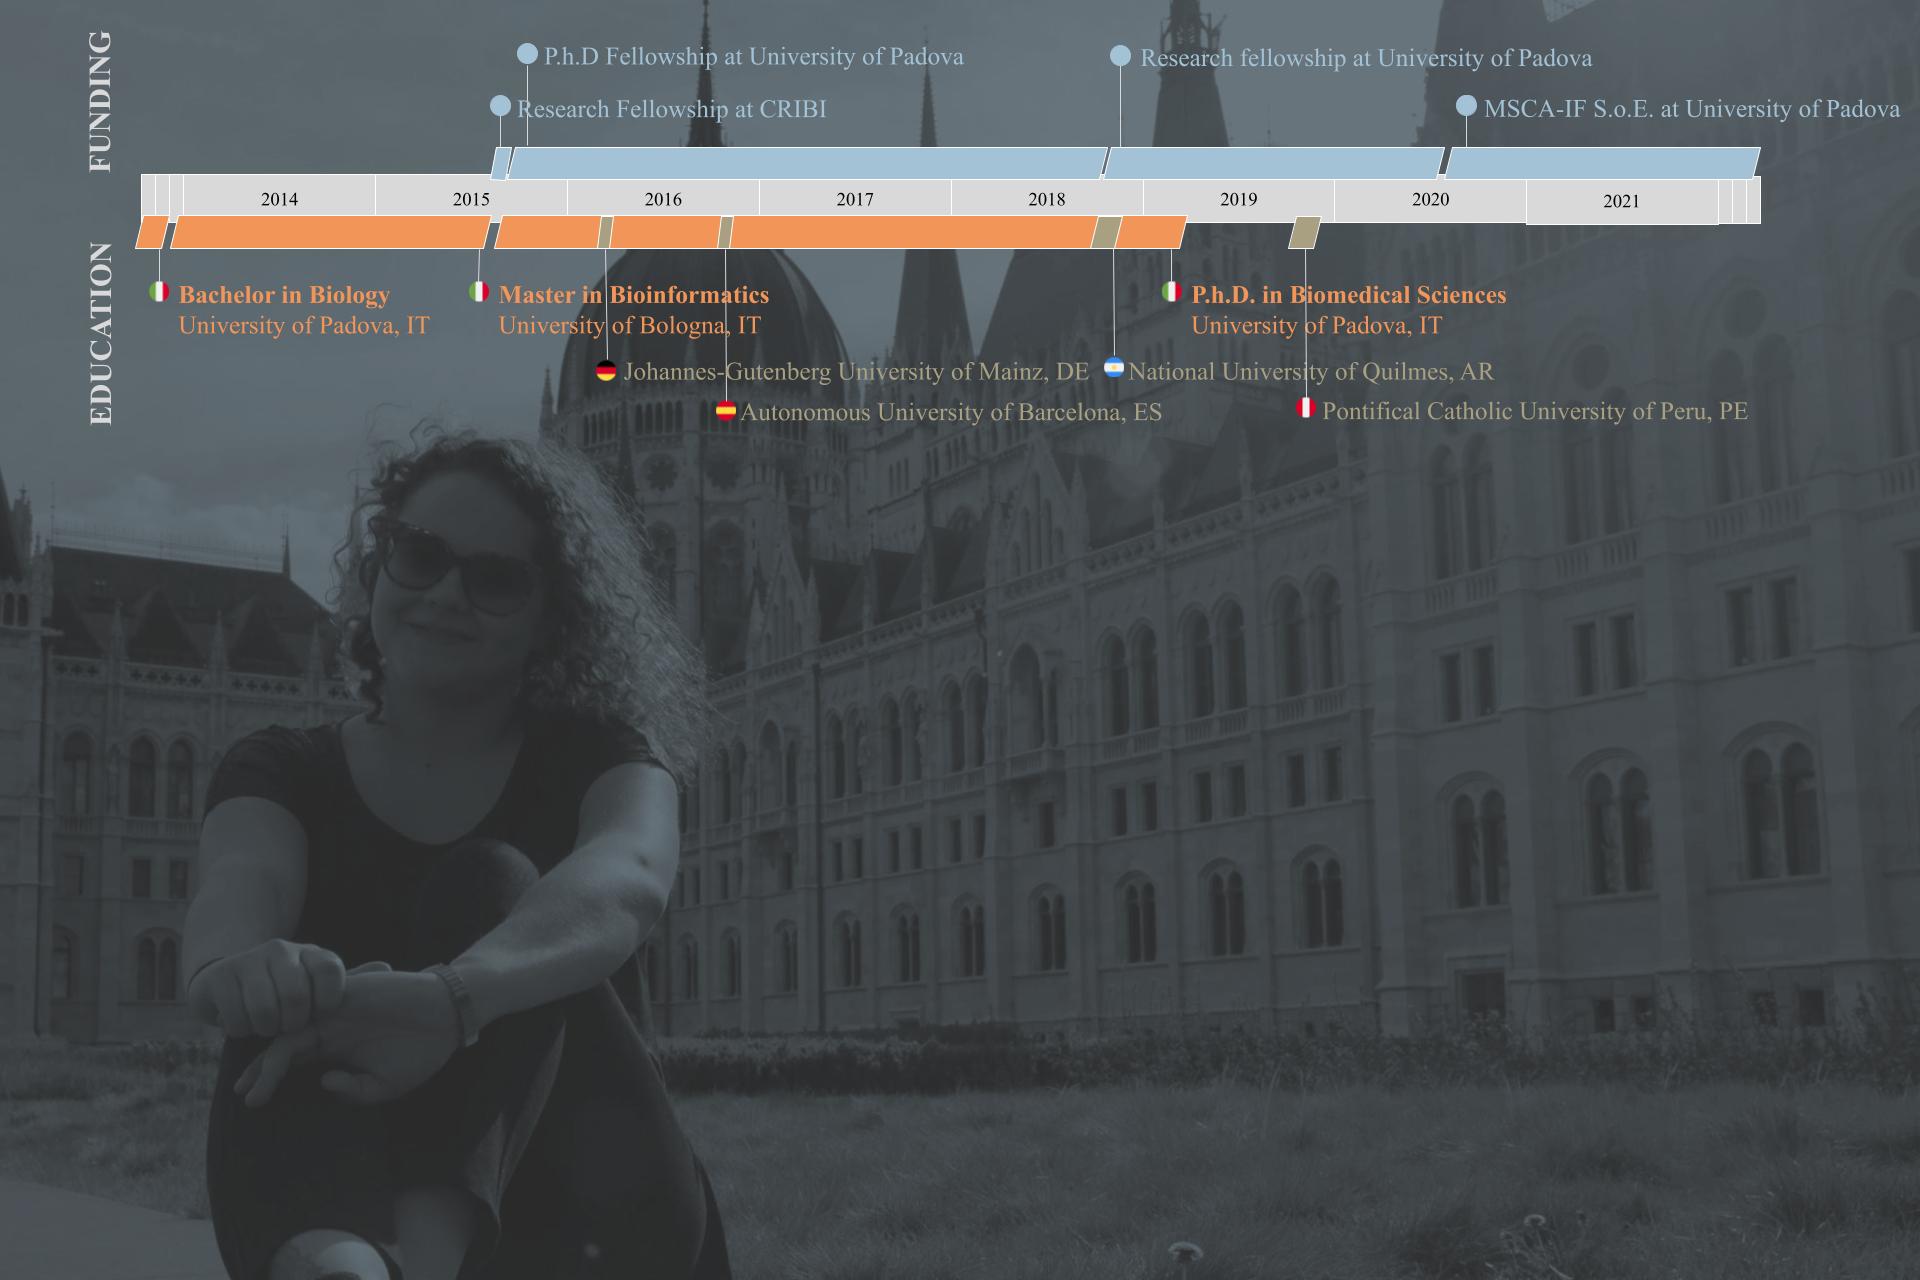 FUNDING
P.h.D Fellowship at University of Padova
Research fellowship at University of Padova
Research Fellowship at CRIBI
MSCA-IF S.o.E. at University of Padova
2014
2015
2016
2017
2018
2019
2020
2021
EDUCATION
Bachelor in Biology
University of Padova, IT
Master in Bioinformatics
University of Bologna, IT
P.h.D. in Biomedical Sciences
University of Padova, IT
Johannes-Gutenberg University of Mainz, DE
National University of Quilmes, AR
Autonomous University of Barcelona, ES
Pontifical Catholic University of Peru, PE